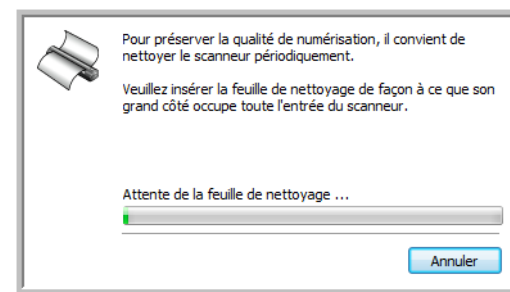 Pour préserver la qualité de numérisation, il convient de
nettoyer le scanneur périodiquement.
Veuillez insérer la feuille de nettoyage de façon à ce que son
grand côté occupe toute l'entrée du scanneur.
Attente de la feuille de nettoyage ...
Annuler